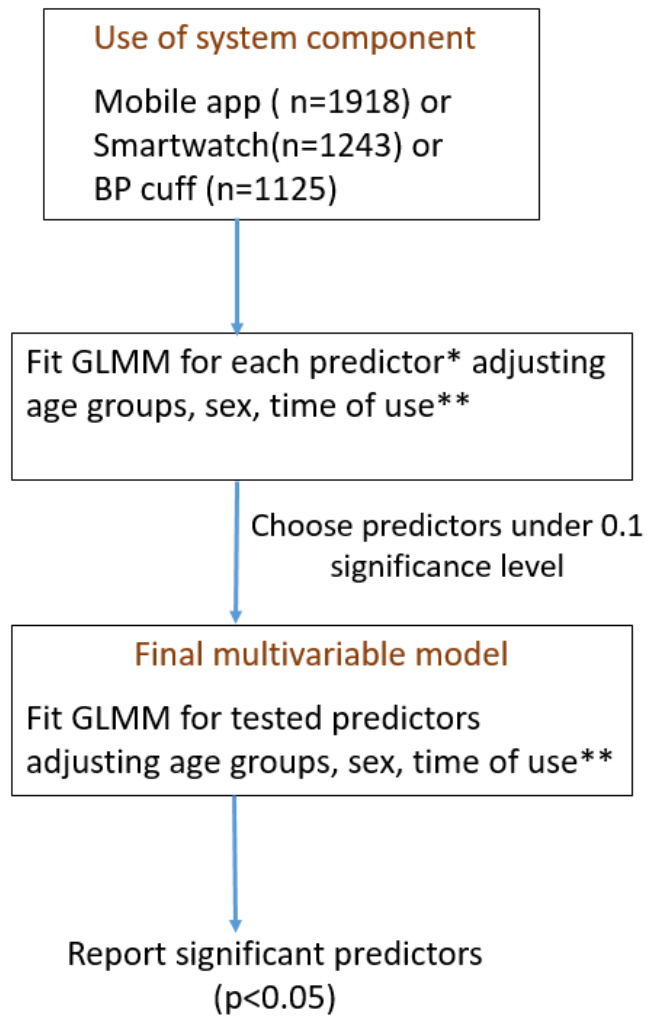 Use of system component
Mobile app ( n=1918) or
Smartwatch(n=1243) or
BP cuff (n=1125)
Fit GLMM for each predictor* adjusting
age groups, sex, time of use**
Choose predictors under 0.1
significance level
Final multivariable model
Fit GLMM for tested predictors
adjusting age groups, sex, time of use**
Report significant predictors
(p<0.05)